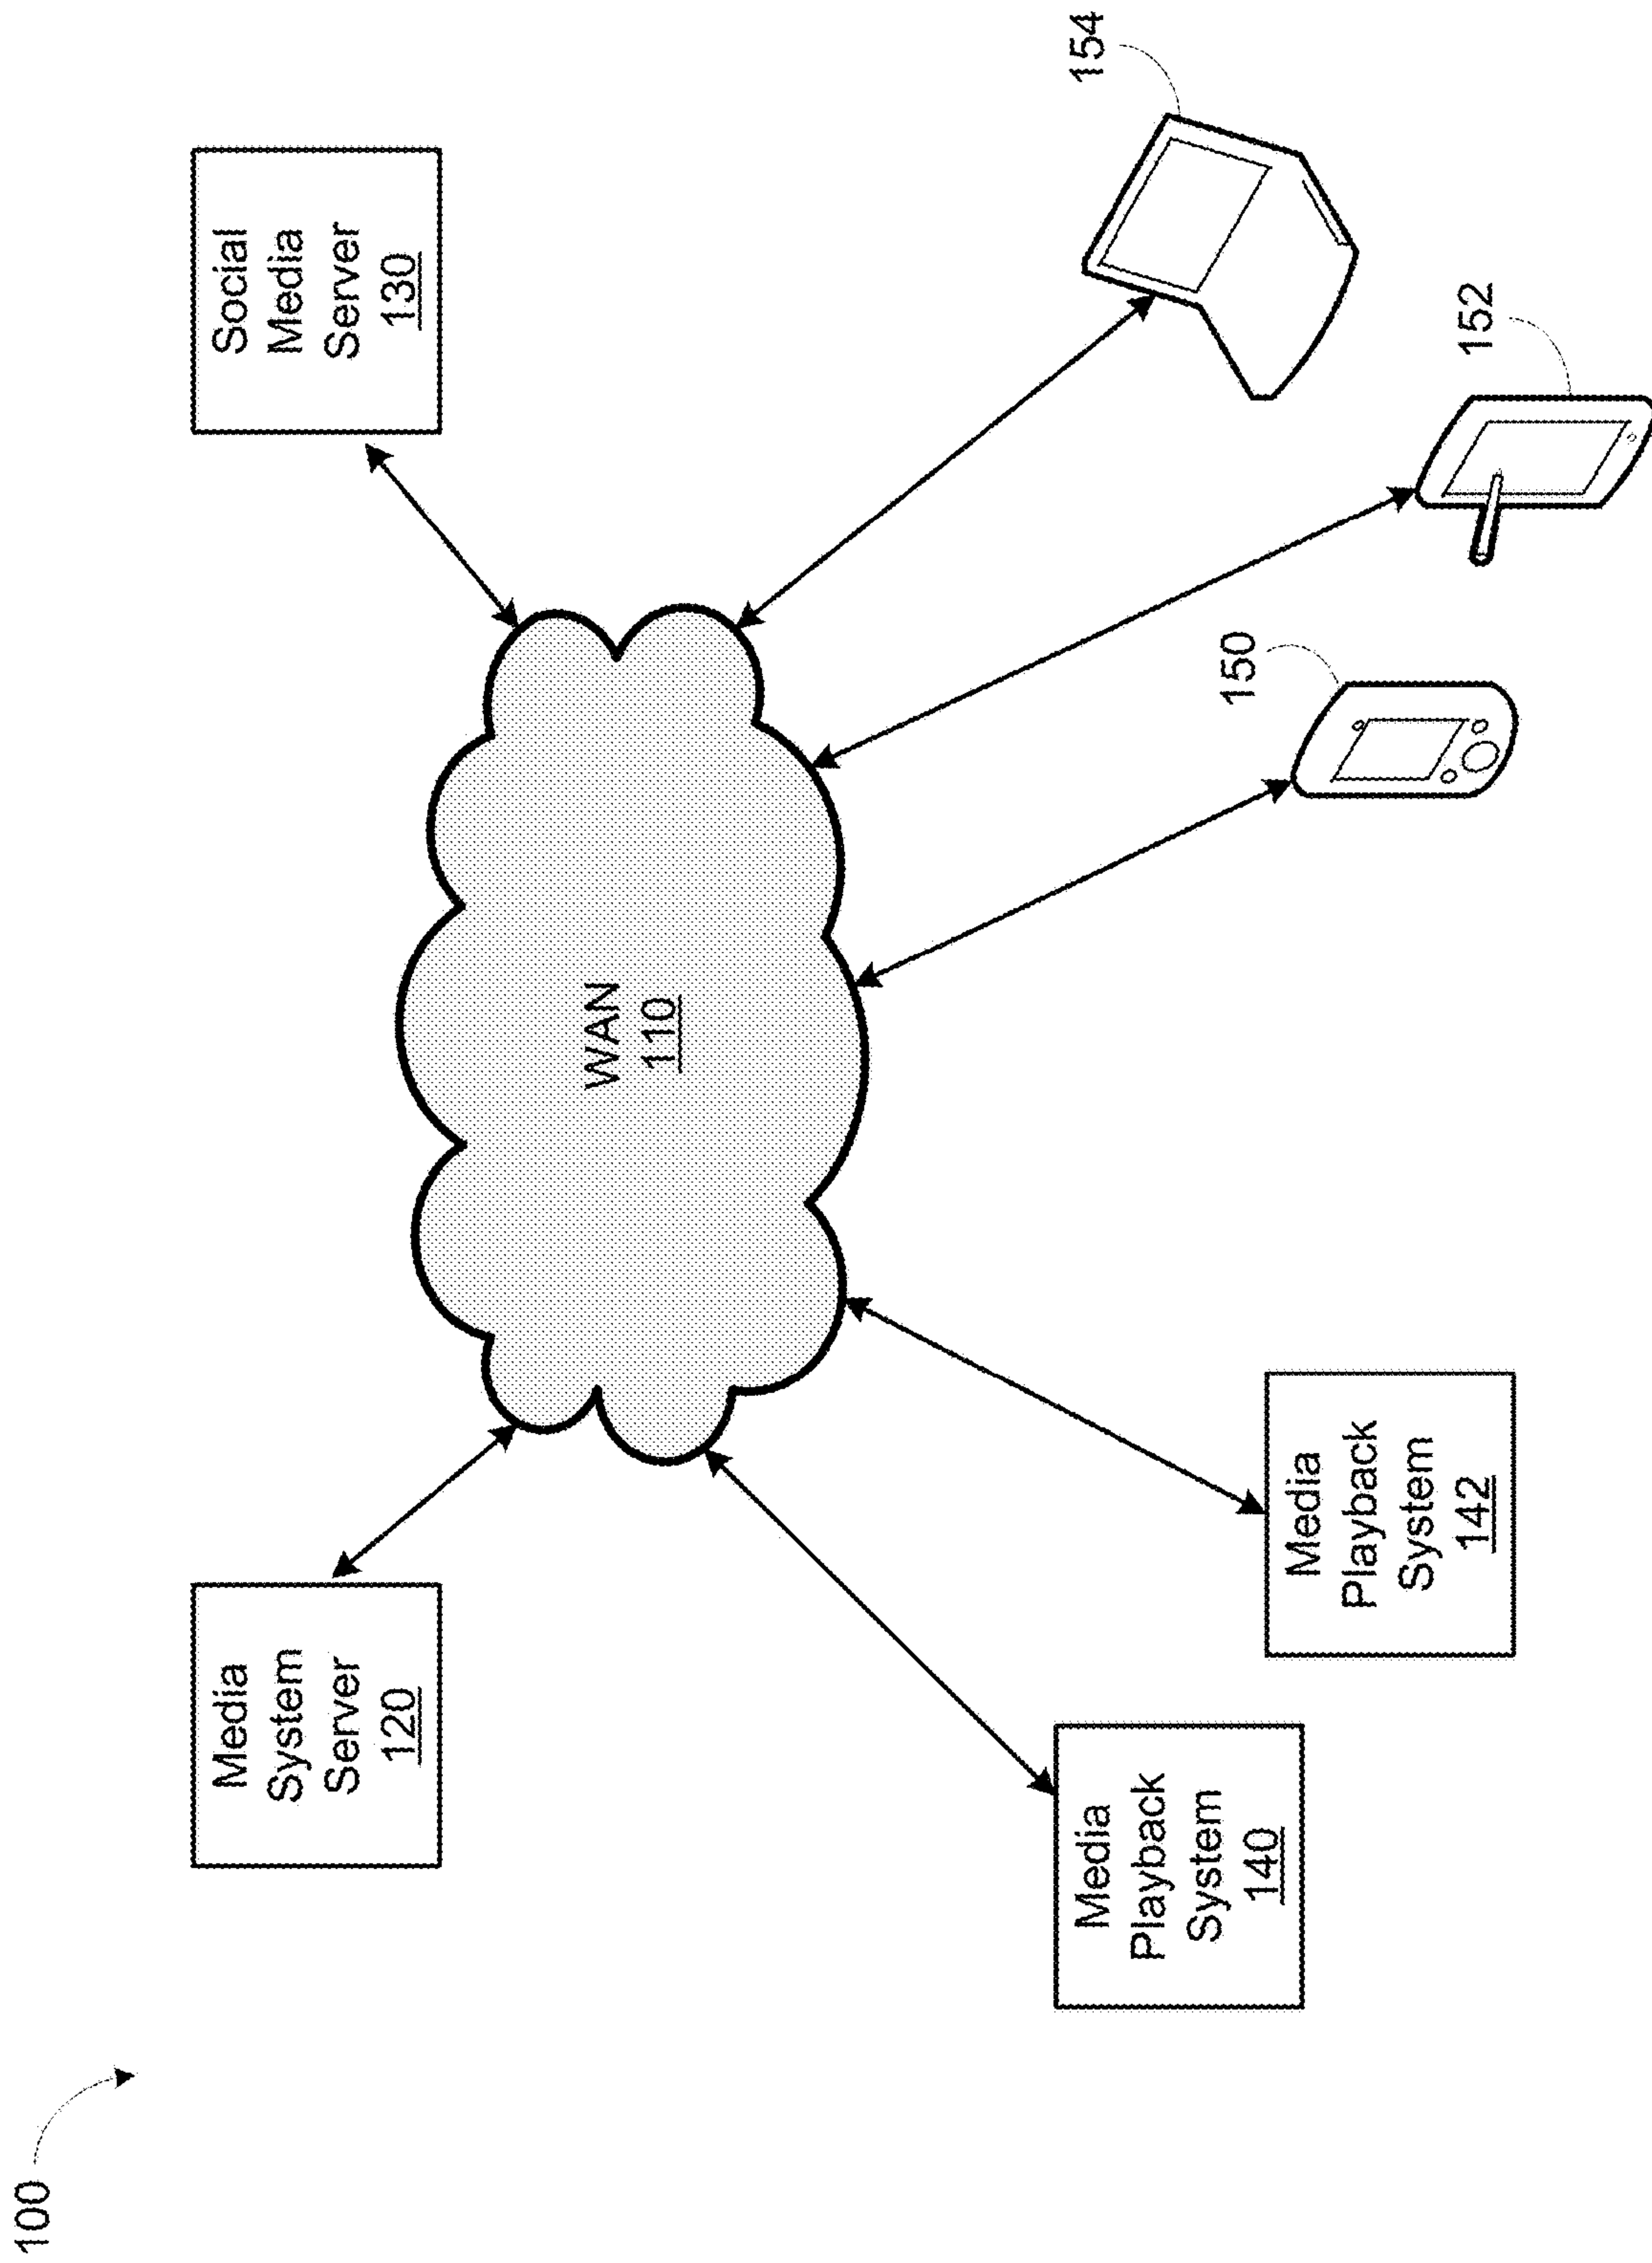 100
Media
System
Server
120
Social
Media
Server
130
WAN
110
Media
Playback
System
140
Media
Playback
System
142
150
152
154